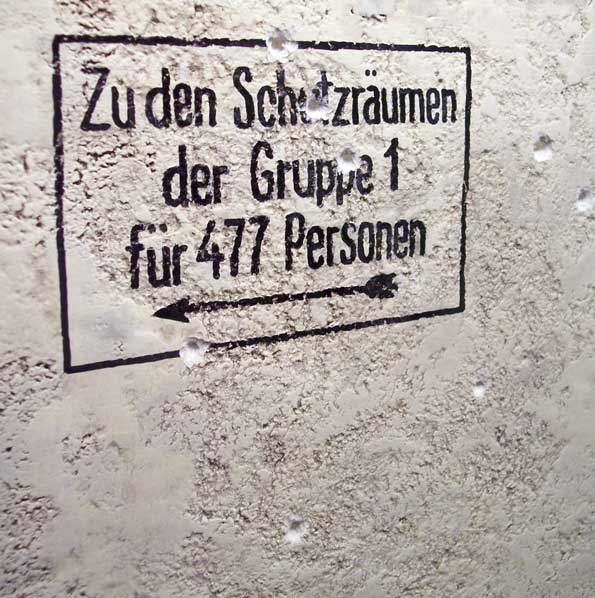 Zu den Schutzräumen
der Gruppe 1
für 477 Personen